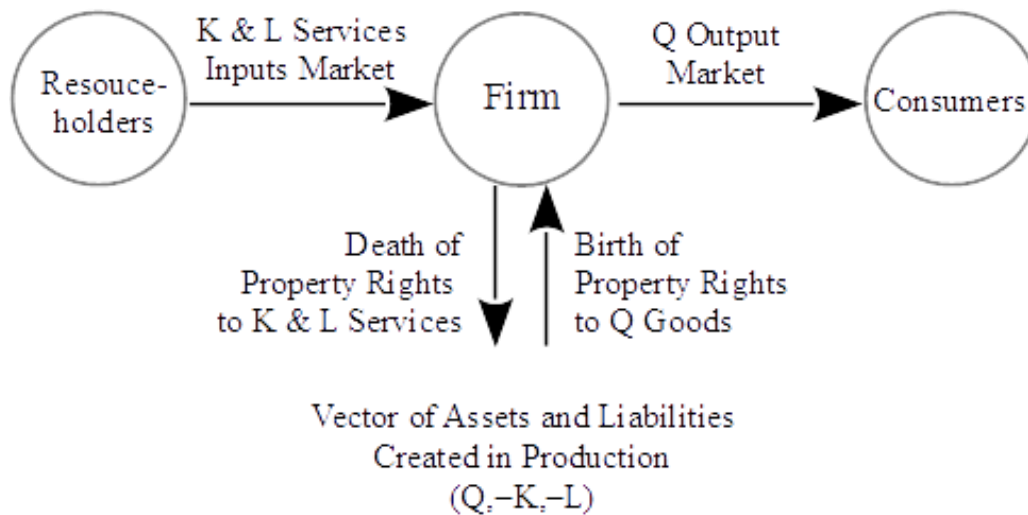 K & L Services
Inputs Market
Q Output
Market
Resouce-
holders
Firm
Consumers
Death of
Property Rights
to K & L Services
Birth of
Property Rights
to Q Goods
Vector of Assets and Liabilities
Created in Production
(Q,–K,–L)